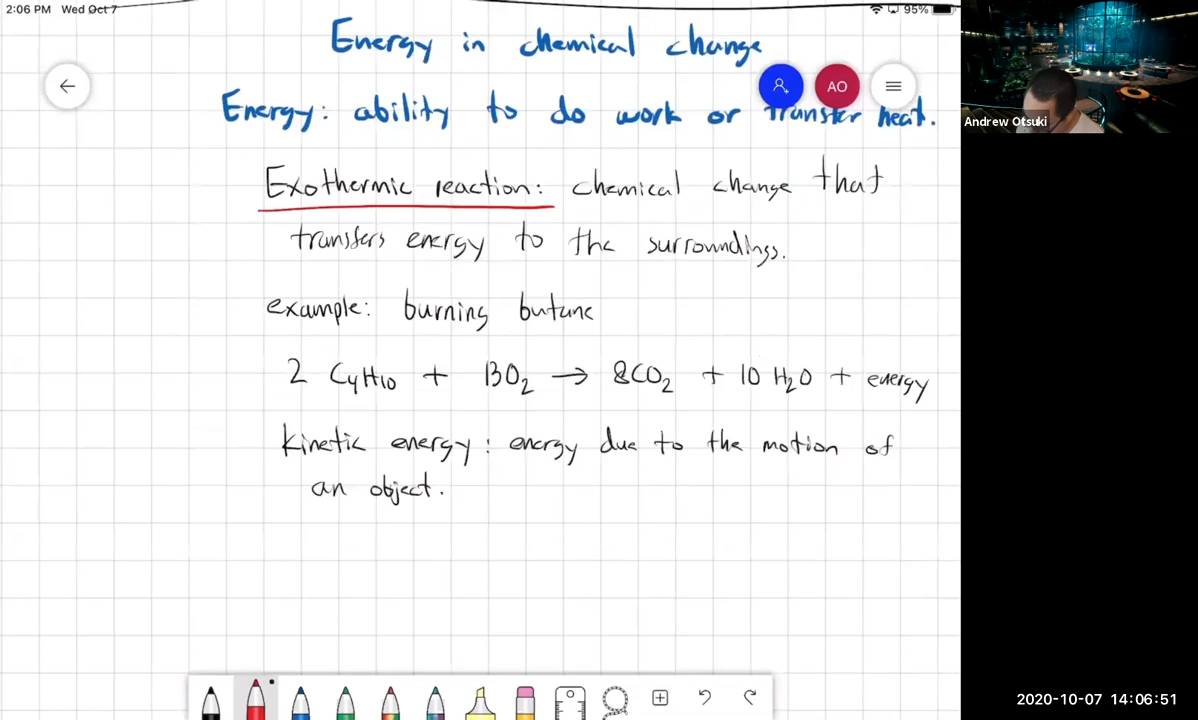 2:06 PM Wed Oct 7
95%
Energy in chemical change
AO
Energy: ability to do work or transfer heat.
Andrew Otsuki
Exothermic reaction: chemical change that
transfers energy to the surroundings.
example: burning butane
2 C4H10 + 13O2 → 8CO2 + 10 H2O + energy
kinetic energy: energy due to the motion of
an object.
2020-10-07 14:06:51